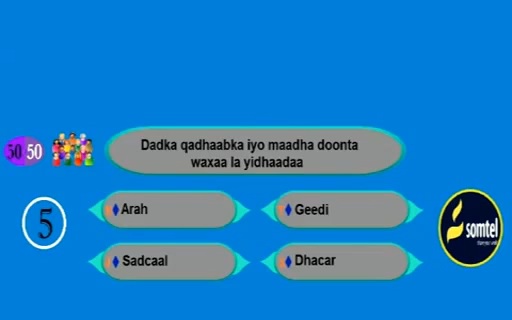 Dadka qadhaabka iyo maadha doonta
waxaa la yidhaadaa
50 50
5
Arah
Geedi
Sadcaal
Dhacar
somtel